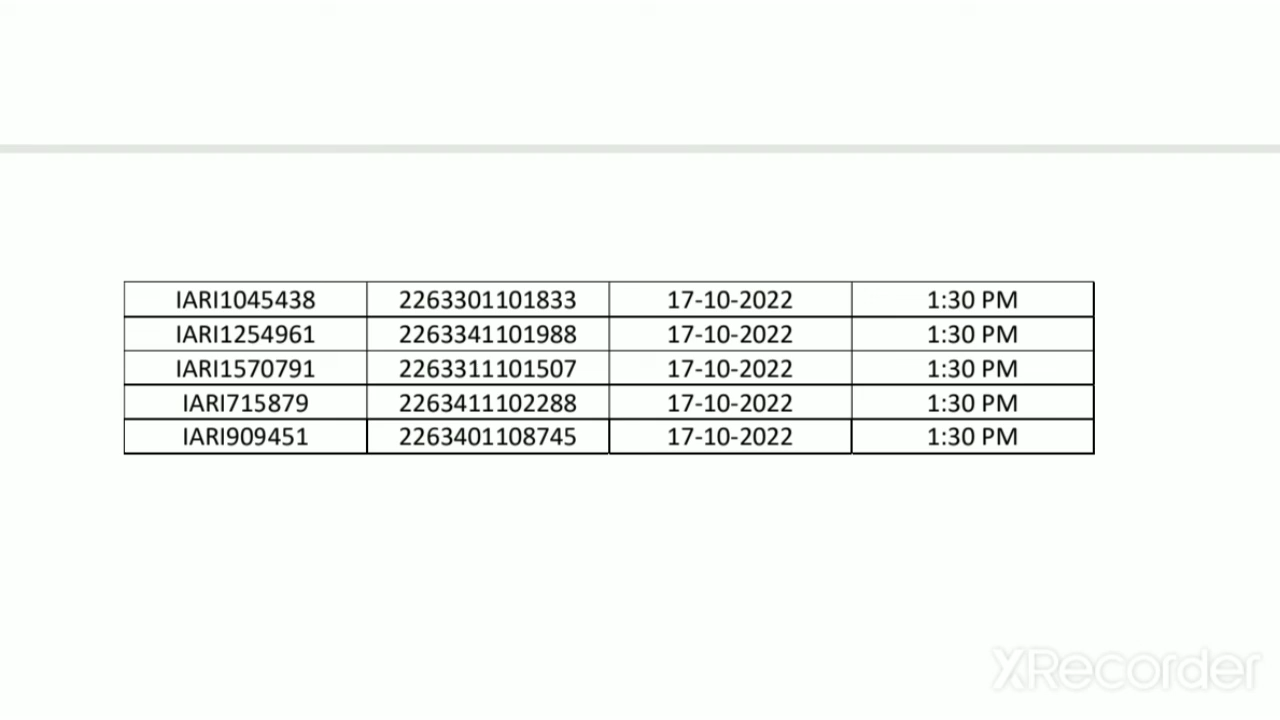 IARI1045438 2263301101833 17-10-2022 1:30 PM
IARI1254961 2263341101988 17-10-2022 1:30 PM
IARI1570791 2263311101507 17-10-2022 1:30 PM
IARI715879 2263411102288 17-10-2022 1:30 PM
IARI909451 2263401108745 17-10-2022 1:30 PM
XRecorder